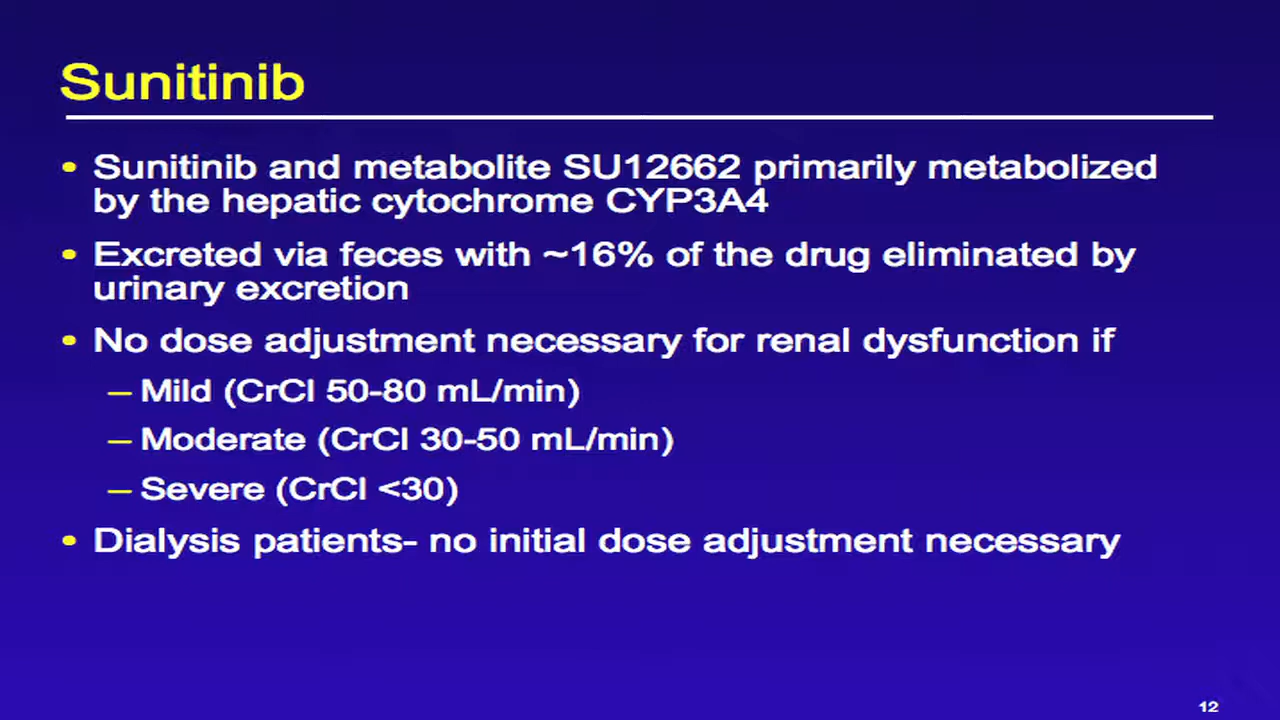 Sunitinib
• Sunitinib and metabolite SU12662 primarily metabolized
by the hepatic cytochrome CYP3A4
• Excreted via feces with ~16% of the drug eliminated by
urinary excretion
• No dose adjustment necessary for renal dysfunction if
– Mild (CrCl 50-80 mL/min)
– Moderate (CrCl 30-50 mL/min)
– Severe (CrCl <30)
• Dialysis patients- no initial dose adjustment necessary
12